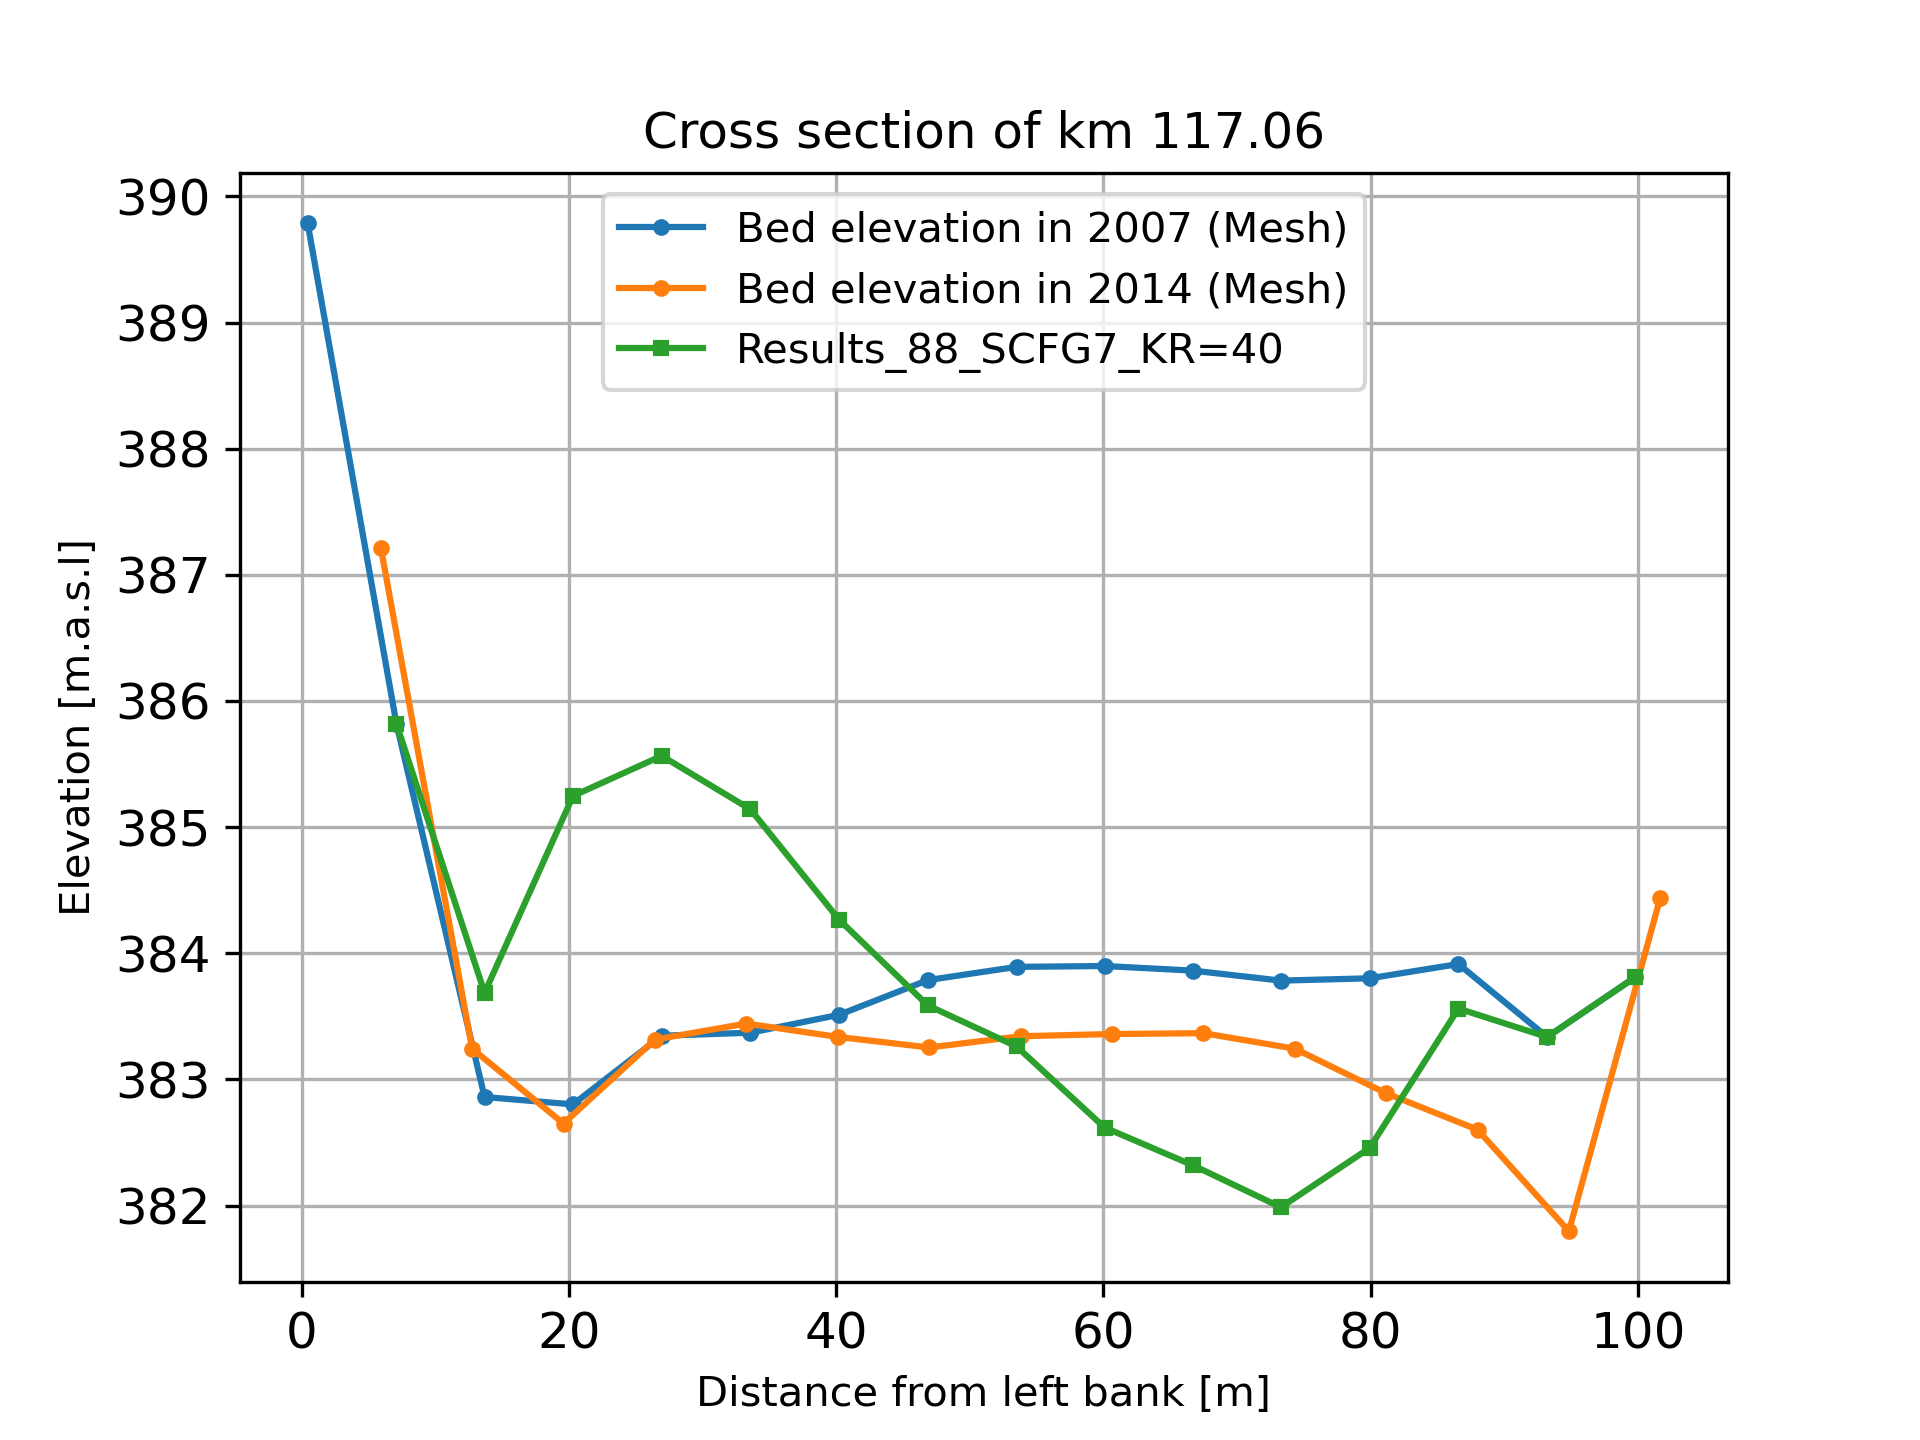 Cross section of km 117.06
Bed elevation in 2007 (Mesh)
Bed elevation in 2014 (Mesh)
Results_88_SCFG7_KR=40
Elevation [m.a.s.l]
390
389
388
387
386
385
384
383
382
0 20 40 60 80 100
Distance from left bank [m]